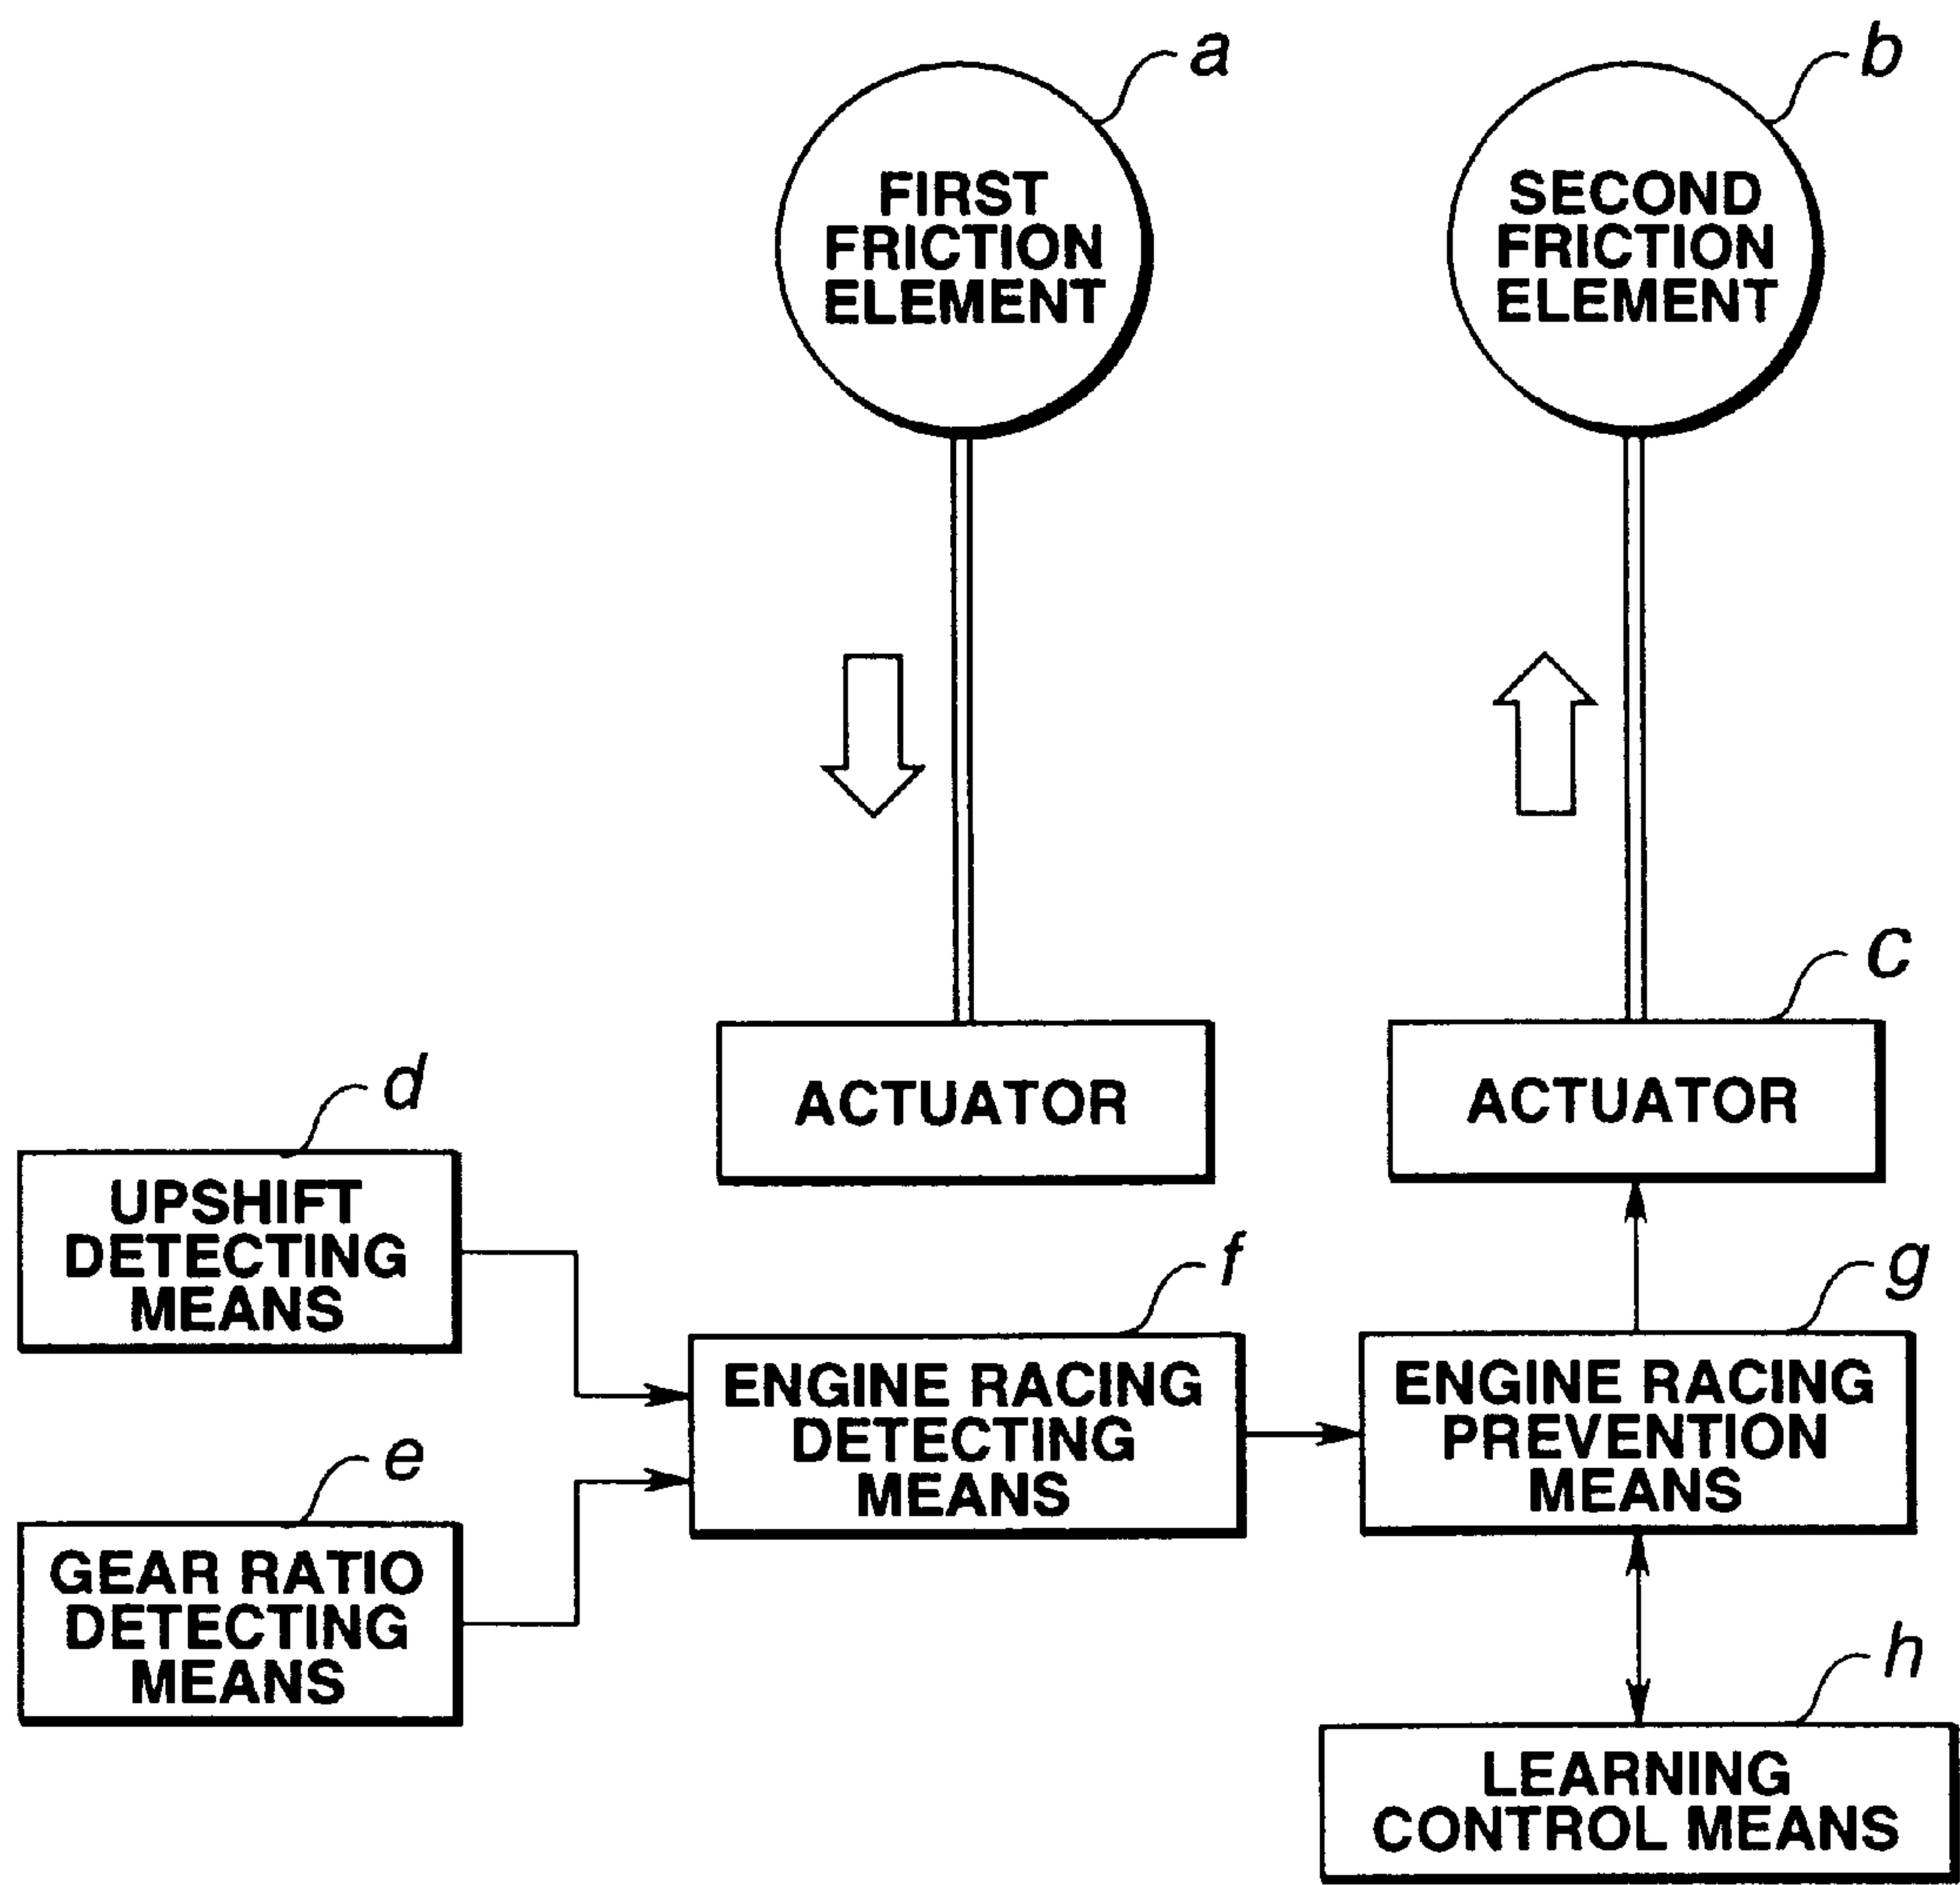 a
b
FIRST
FRICTION
ELEMENT
SECOND
FRICTION
ELEMENT
c
ACTUATOR
ACTUATOR
d
UPSHIFT
DETECTING
MEANS
f
g
ENGINE RACING
DETECTING
MEANS
ENGINE RACING
PREVENTION
MEANS
e
GEAR RATIO
DETECTING
MEANS
h
LEARNING
CONTROL MEANS